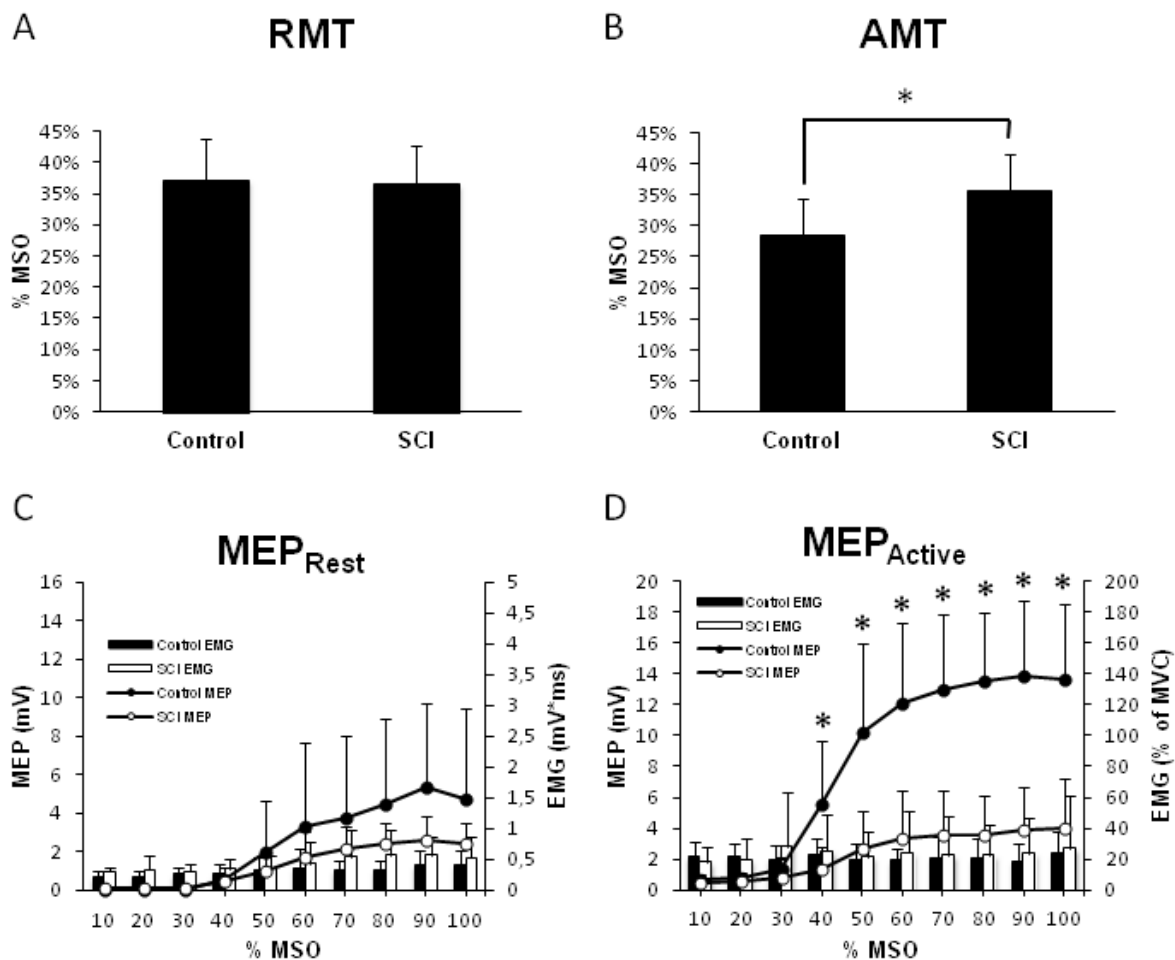 A
RMT
% MSO
45%
40%
35%
30%
25%
20%
15%
10%
5%
0%
Control
SCI
B
AMT
*
% MSO
45%
40%
35%
30%
25%
20%
15%
10%
5%
0%
Control
SCI
C
MEP Rest
MEP (mV)
16
14
12
10
8
6
4
2
0
Control EMG
SCI EMG
Control MEP
SCI MEP
5
4,5
4
3,5
3
2,5
2
1,5
1
0,5
0
EMG (mV*ms)
10 20 30 40 50 60 70 80 90 100
% MSO
D
MEP Active
MEP (mV)
20
18
16
14
12
10
8
6
4
2
0
Control EMG
SCI EMG
Control MEP
SCI MEP
* * * * * * *
200
180
160
140
120
100
80
60
40
20
0
EMG (% of MVC)
10 20 30 40 50 60 70 80 90 100
% MSO